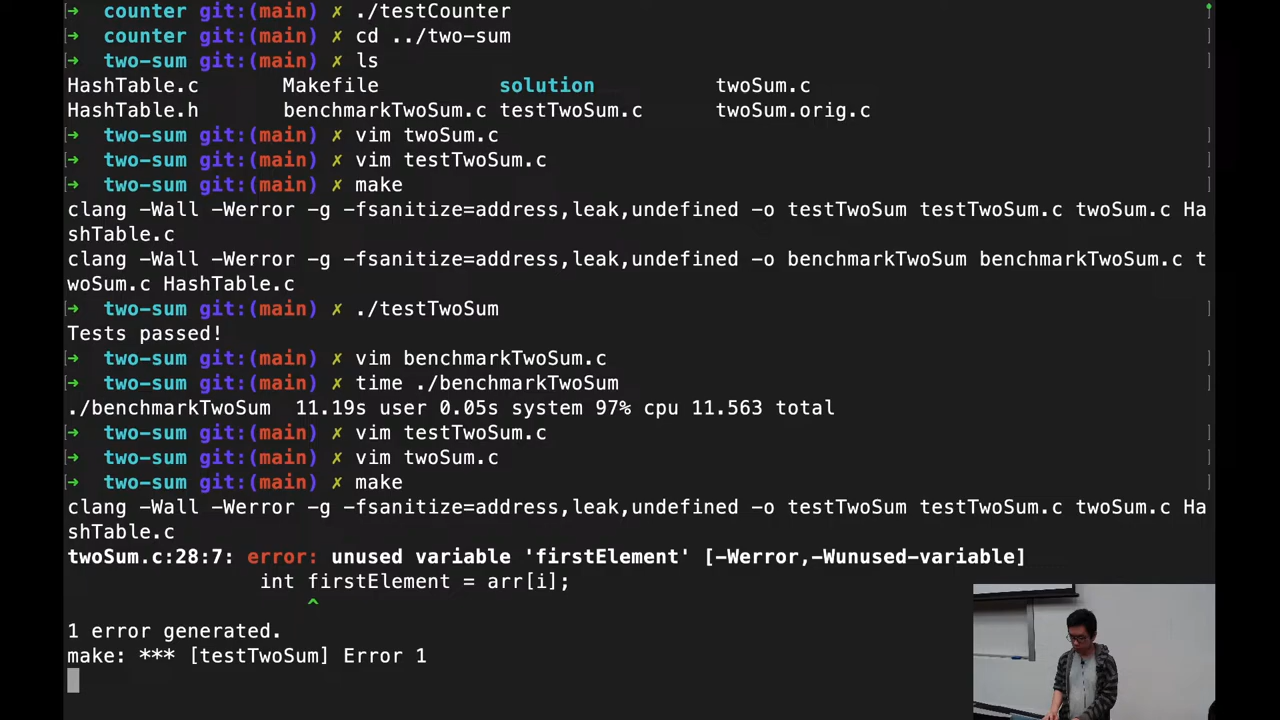 ➜  counter git:(main) ✗ ./testCounter
➜  counter git:(main) ✗ cd ../two-sum
➜  two-sum git:(main) ✗ ls
HashTable.c       Makefile          solution          twoSum.c
HashTable.h       benchmarkTwoSum.c testTwoSum.c      twoSum.orig.c
➜  two-sum git:(main) ✗ vim twoSum.c
➜  two-sum git:(main) ✗ vim testTwoSum.c
➜  two-sum git:(main) ✗ make
clang -Wall -Werror -g -fsanitize=address,leak,undefined -o testTwoSum testTwoSum.c twoSum.c Ha
shTable.c
clang -Wall -Werror -g -fsanitize=address,leak,undefined -o benchmarkTwoSum benchmarkTwoSum.c t
woSum.c HashTable.c
➜  two-sum git:(main) ✗ ./testTwoSum
Tests passed!
➜  two-sum git:(main) ✗ vim benchmarkTwoSum.c
➜  two-sum git:(main) ✗ time ./benchmarkTwoSum
./benchmarkTwoSum  11.19s user 0.05s system 97% cpu 11.563 total
➜  two-sum git:(main) ✗ vim testTwoSum.c
➜  two-sum git:(main) ✗ vim twoSum.c
➜  two-sum git:(main) ✗ make
clang -Wall -Werror -g -fsanitize=address,leak,undefined -o testTwoSum testTwoSum.c twoSum.c Ha
shTable.c
twoSum.c:28:7: error: unused variable 'firstElement' [-Werror,-Wunused-variable]
                int firstElement = arr[i];
                    ^
1 error generated.
make: *** [testTwoSum] Error 1